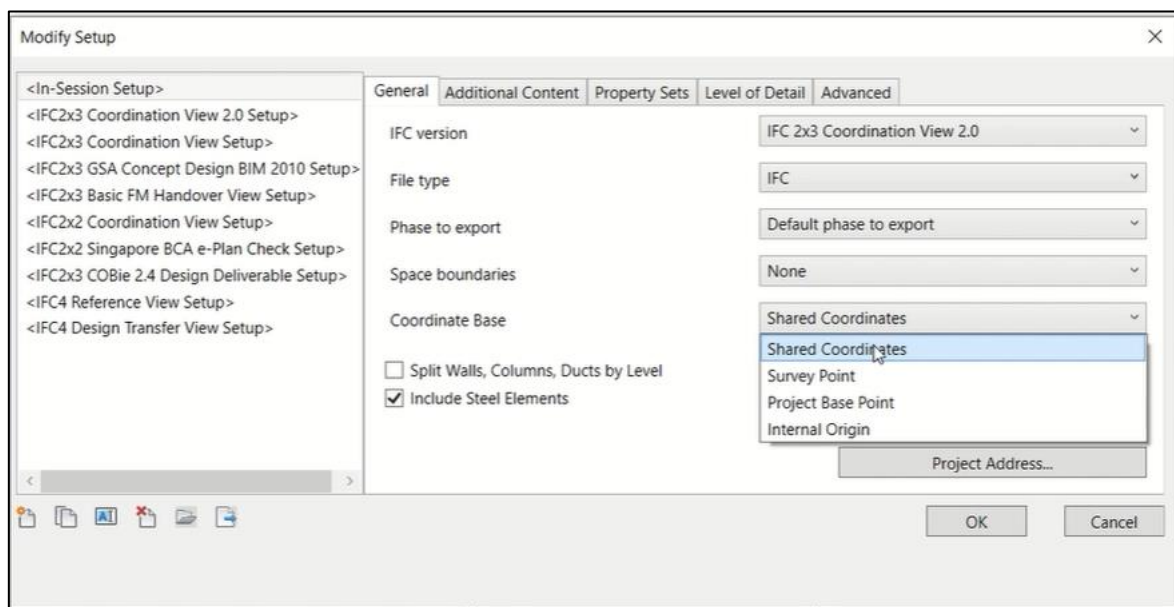 Modify Setup
<In-Session Setup>
<IFC2x3 Coordination View 2.0 Setup>
<IFC2x3 Coordination View Setup>
<IFC2x3 GSA Concept Design BIM 2010 Setup>
<IFC2x3 Basic FM Handover View Setup>
<IFC2x2 Coordination View Setup>
<IFC2x2 Singapore BCA e-Plan Check Setup>
<IFC2x3 COBie 2.4 Design Deliverable Setup>
<IFC4 Reference View Setup>
<IFC4 Design Transfer View Setup>
General Additional Content Property Sets Level of Detail Advanced
IFC version IFC 2x3 Coordination View 2.0
File type IFC
Phase to export Default phase to export
Space boundaries None
Coordinate Base Shared Coordinates
Shared Coordinates
Survey Point
Project Base Point
Internal Origin
Split Walls, Columns, Ducts by Level
Include Steel Elements
Project Address...
AI
OK Cancel